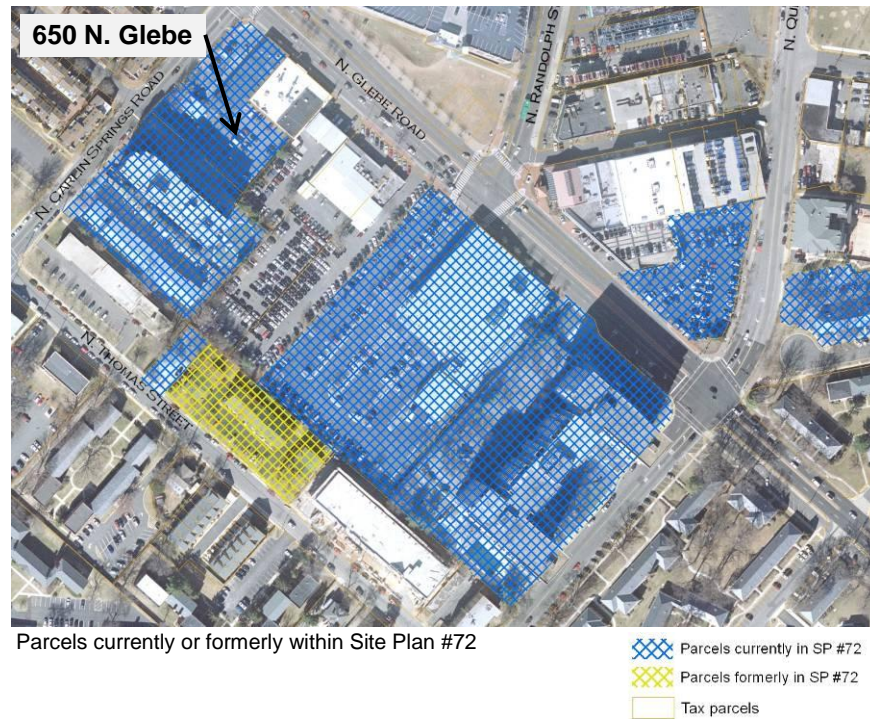 650 N. Glebe
N. GLEBE ROAD
N. RANDOLPH S
N. QU
N. CARLIN SPRINGS ROAD
N. THOMAS STREET
Parcels currently or formerly within Site Plan #72
Parcels currently in SP #72
Parcels formerly in SP #72
Tax parcels